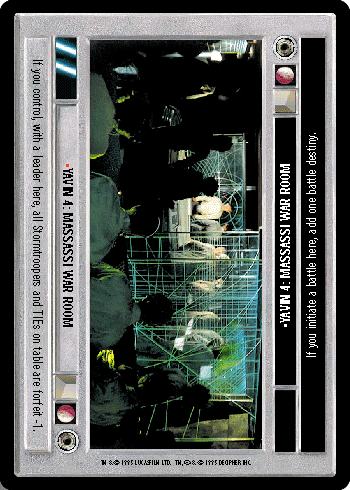 If you control, with a leader here, all Stormtroopers and TIEs on table are forfeit -1.
•YAVIN 4: MASSASSI WAR ROOM
TM & © 1995 LUCASFILM LTD. TM, & © 1995 DECIPHER INC.
•YAVIN 4: MASSASSI WAR ROOM
If you initiate a battle here, add one battle destiny.